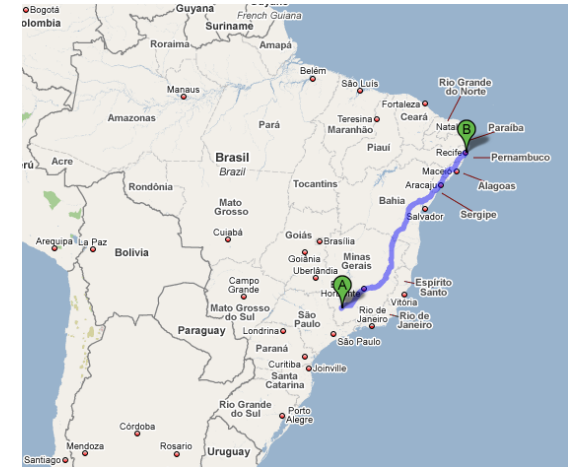 Bogotá
Guyana
French Guiana
olombia
Suriname
Roraima
Amapá
Belém
São Luís
Rio Grande
do Norte
Manaus
Fortaleza
Ceará
Amazonas
Teresina
Maranhão
Natal
B
Paraiba
Pará
Piauí
Recife
Pernambuco
Brasil
Brazil
Acre
Maceió
Alagoas
Rondônia
Tocantins
Aracaju
Sergipe
Mato
Grosso
Bahia
Salvador
Arequipa
La Paz
Cuiabá
Goiás
Brasília
Bolivia
Goiânia
Minas
Gerais
Uberlândia
Espírito
Santo
Campo
Grande
A
Vitória
Mato Grosso
do Sul
São
Paulo
Rio de
Janeiro
Rio de
Janeiro
Paraguay
Londrina
São Paulo
Paraná
Curitiba
Joinville
Santa
Catarina
Rio Grande
do Sul
Porto
Alegre
Córdoba
Mendoza
Rosario
Uruguay
Santiago